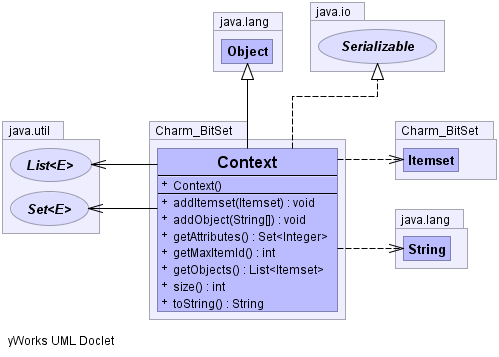 java.lang
Object
java.io
Serializable
java.util
List<E>
Set<E>
Charm_BitSet
Context
+ Context()
+ addItemset(Itemset) : void
+ addObject(String[]) : void
+ getAttributes() : Set<Integer>
+ getMaxItemId() : int
+ getObjects() : List<Itemset>
+ size() : int
+ toString() : String
Charm_BitSet
Itemset
java.lang
String
yWorks UML Doclet